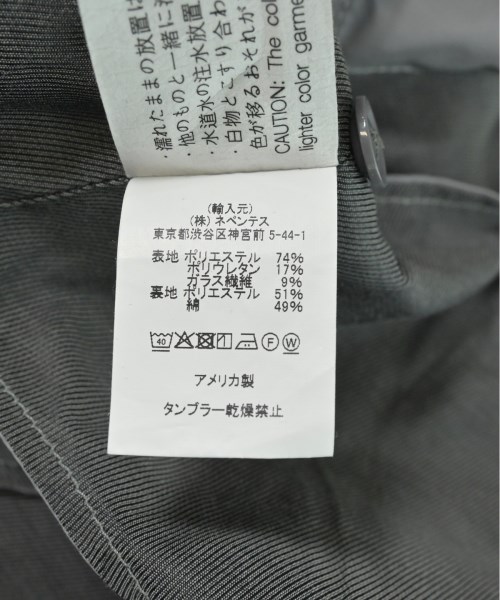 ・濡れたままの放置は
・他のものと一緒に
・水道水の注水放置
・白物とこすり合わ
色が移るおそれが
CAUTION: The colo
lighter color garme
(輸入元)
(株) ネペンテス
東京都渋谷区神宮前 5-44-1
表地 ポリエステル 74%
ポリウレタン 17%
ガラス繊維 9%
裏地 ポリエステル 51%
綿 49%
40 F W
アメリカ製
タンブラー乾燥禁止